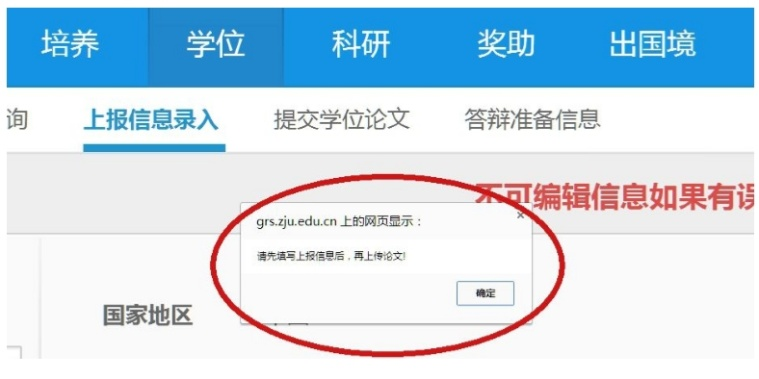 培养 学位 科研 奖助 出国境
询 上报信息录入 提交学位论文 答辩准备信息
不可编辑信息如果有误
grs.zju.edu.cn 上的网页显示：
×
请先填写上报信息后，再上传论文!
确定
国家地区